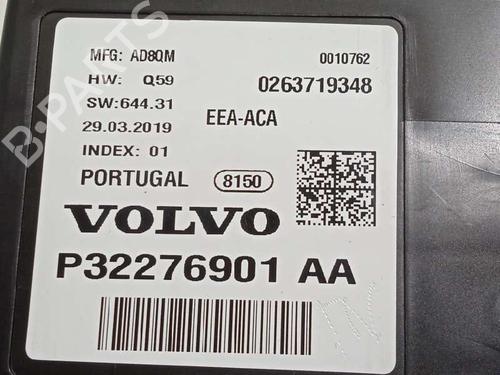 MFG: AD8QM 0010762
HW: Q59 0263719348
SW:644.31 EEA-ACA
29.03.2019
INDEX: 01
PORTUGAL 8150
VOLVO
P32276901 AA